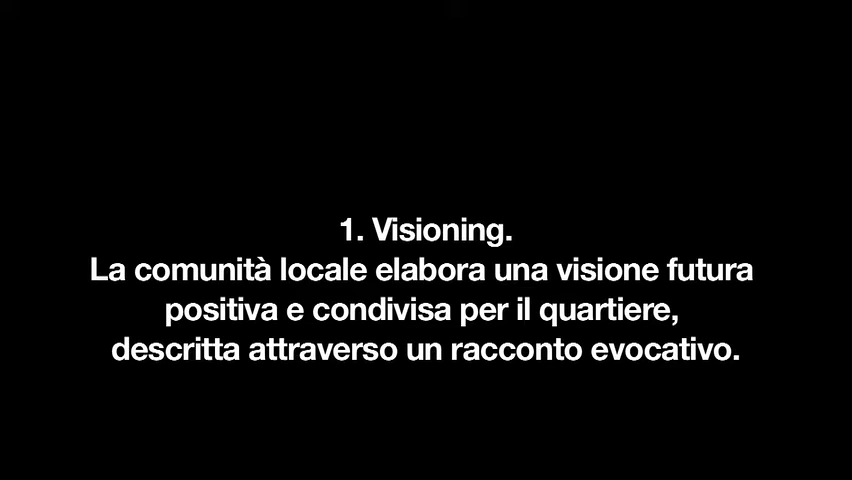 1. Visioning.
La comunità locale elabora una visione futura
positiva e condivisa per il quartiere,
descritta attraverso un racconto evocativo.